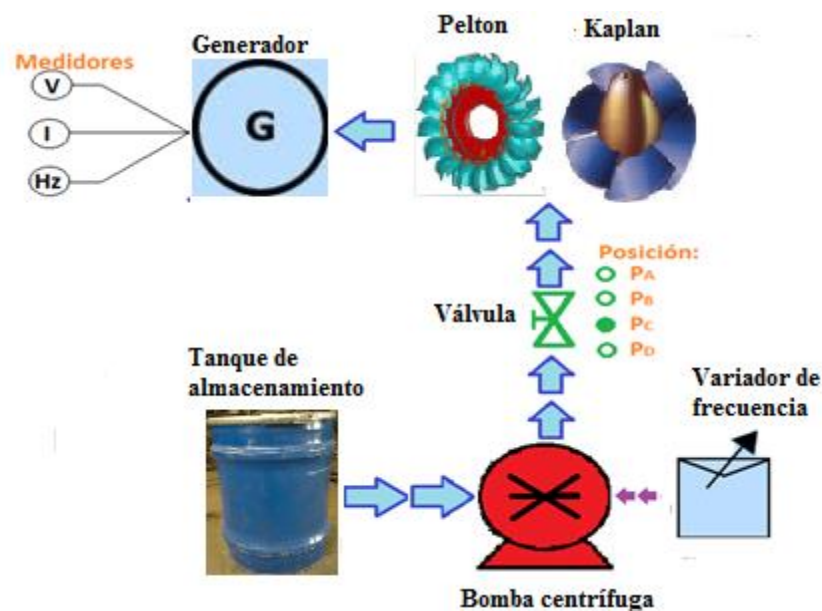 Pelton
Kaplan
Generador
Medidores
V
I
Hz
G
Posición:
PA
PB
PC
PD
Válvula
Tanque de
almacenamiento
Variador de
frecuencia
Bomba centrífuga